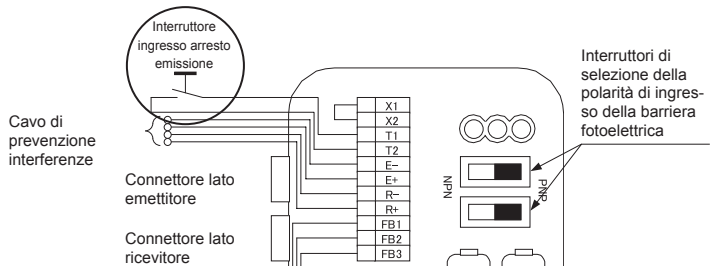 Interruttore
ingresso arresto
emissione
Cavo di
prevenzione
interferenze
Connettore lato
emettitore
Connettore lato
ricevitore
X1
X2
T1
T2
E−
E+
R−
R+
FB1
FB2
FB3
NPN
PNP
Interruttori di
selezione della
polarità di ingres-
so della barriera
fotoelettrica